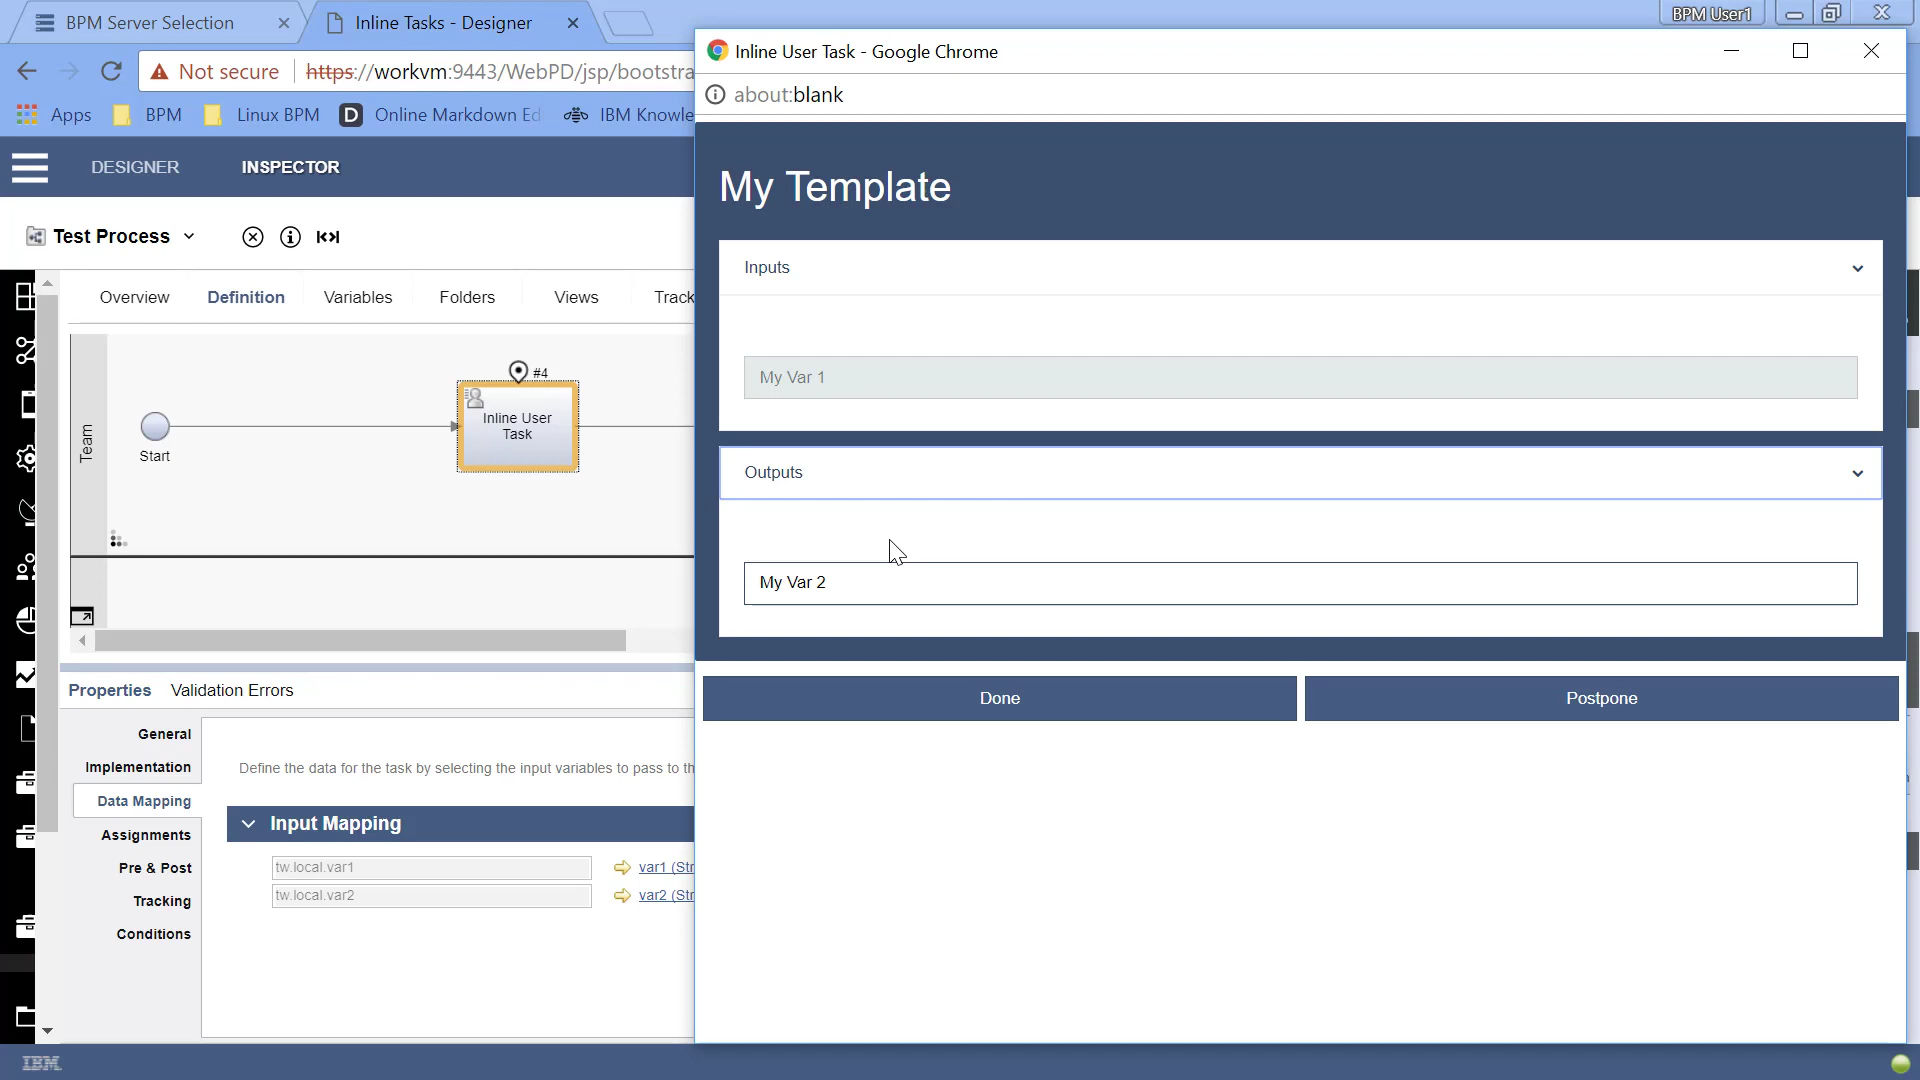 BPM Server Selection
Inline Tasks - Designer
BPM User1
Not secure
https://workvm:9443/WebPD/jsp/bootstra
Apps
BPM
Linux BPM
D
Online Markdown Ed
IBM Knowle
DESIGNER
INSPECTOR
Test Process
Overview
Definition
Variables
Folders
Views
Track
Team
Start
#4
Inline User
Task
Properties
Validation Errors
General
Implementation
Data Mapping
Assignments
Pre & Post
Tracking
Conditions
Define the data for the task by selecting the input variables to pass to th
Input Mapping
tw.local.var1
var1 (Str
tw.local.var2
var2 (Str
IBM
Inline User Task - Google Chrome
about:blank
My Template
Inputs
My Var 1
Outputs
My Var 2
Done
Postpone